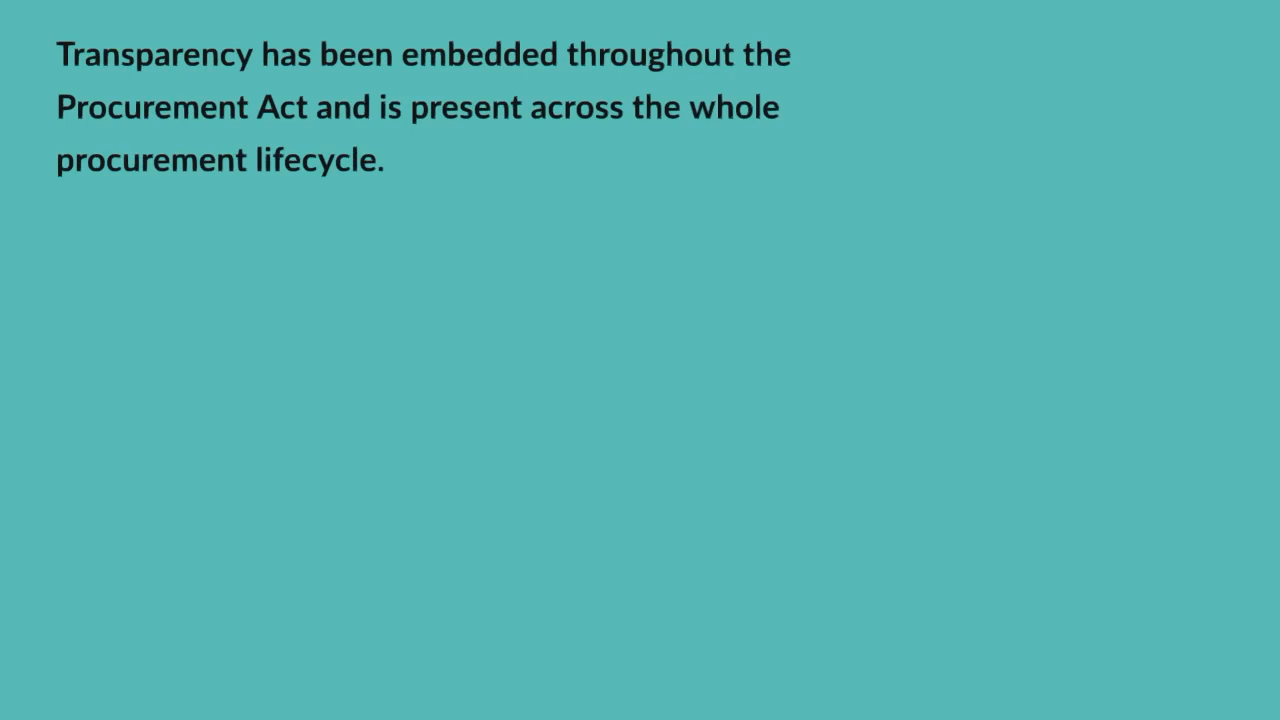 Transparency has been embedded throughout the
Procurement Act and is present across the whole
procurement lifecycle.